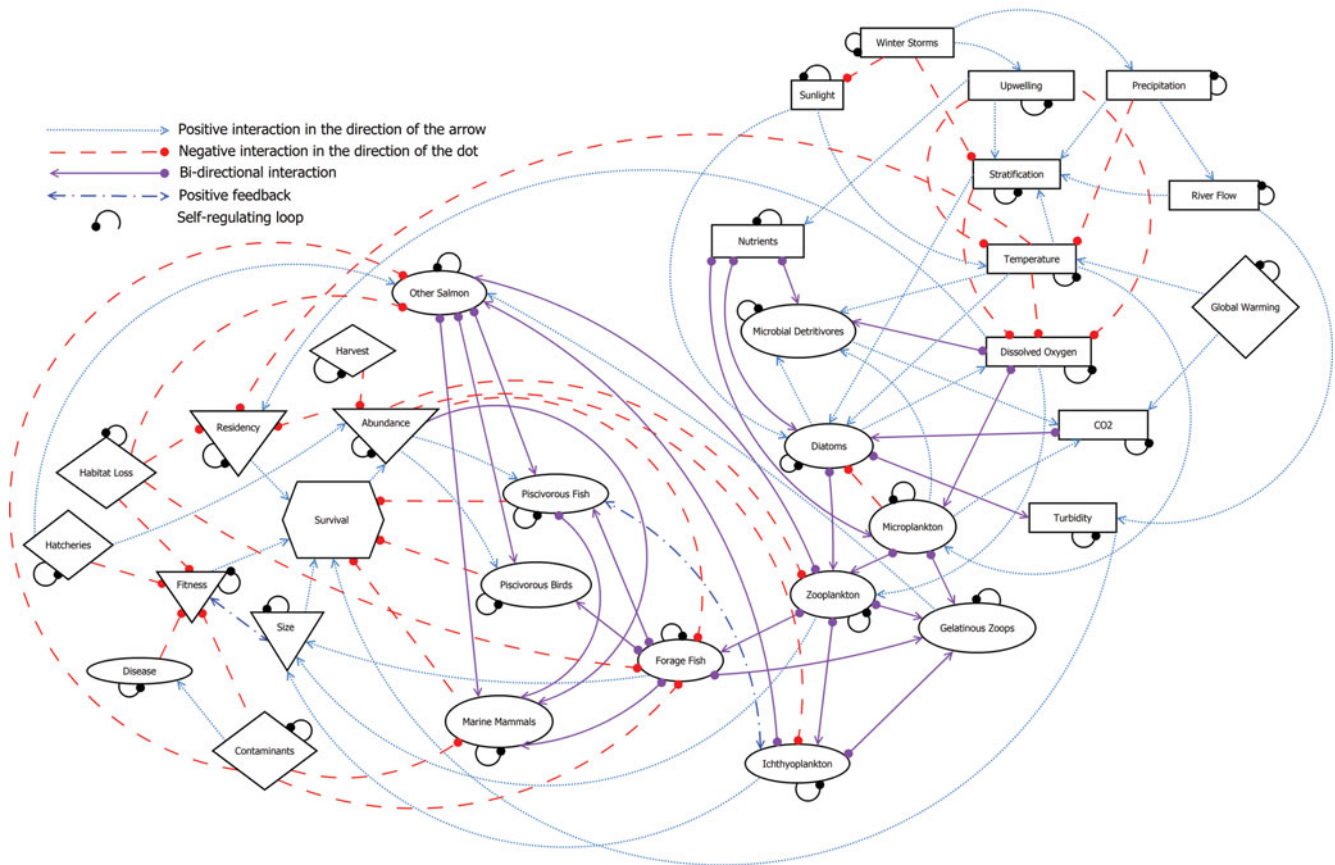 Winter Storms
Sunlight
Upwelling
Precipitation
Positive interaction in the direction of the arrow
Negative interaction in the direction of the dot
Bi-directional interaction
Positive feedback
Self-regulating loop
Stratification
River Flow
Nutrients
Temperature
Other Salmon
Global Warming
Microbial Detritivores
Harvest
Dissolved Oxygen
Residency
Abundance
CO2
Diatoms
Habitat Loss
Piscivorous Fish
Survival
Microplankton
Turbidity
Hatcheries
Fitness
Piscivorous Birds
Zooplankton
Size
Gelatinous Zoops
Disease
Forage Fish
Marine Mammals
Contaminants
Ichthyoplankton